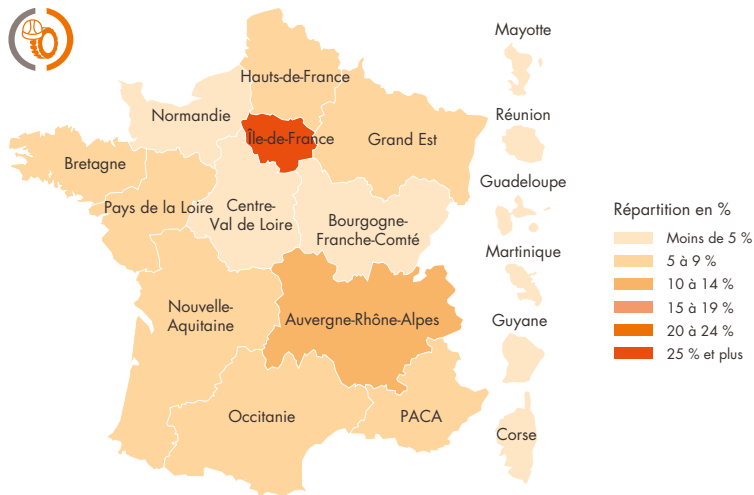 Mayotte
Hauts-de-France
Normandie
Réunion
Île-de-France
Grand Est
Bretagne
Guadeloupe
Pays de la Loire
Centre-
Val de Loire
Bourgogne-
Franche-Comté
Martinique
Nouvelle-
Aquitaine
Auvergne-Rhône-Alpes
Guyane
Occitanie
PACA
Corse
Répartition en %
Moins de 5 %
5 à 9 %
10 à 14 %
15 à 19 %
20 à 24 %
25 % et plus